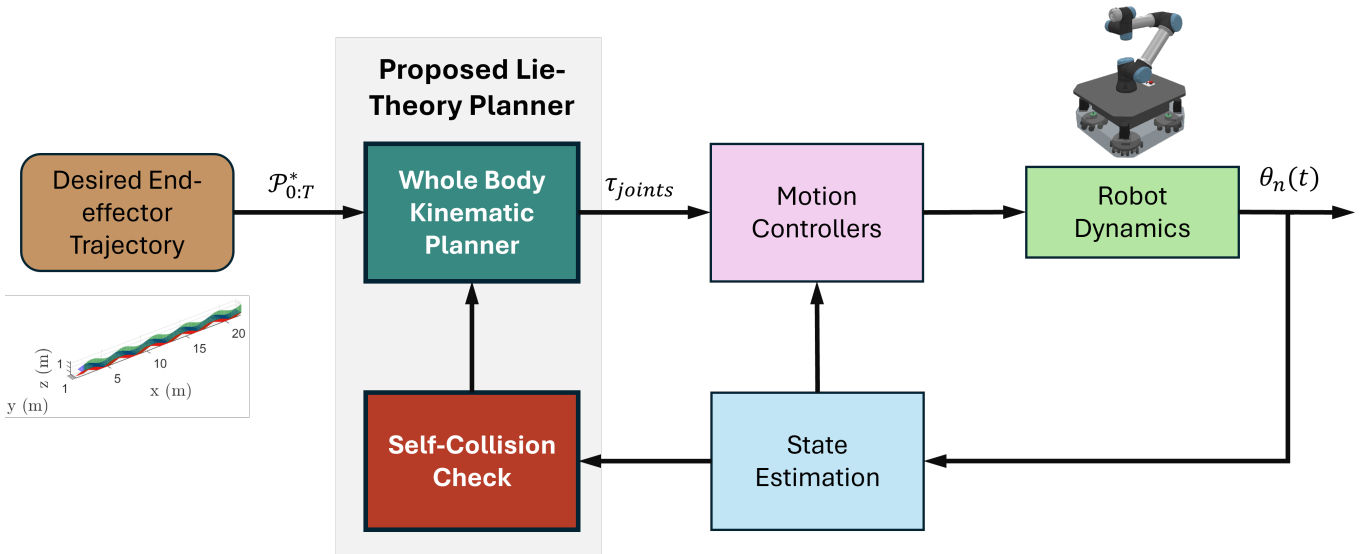 Proposed Lie-
Theory Planner
Desired End-
effector
Trajectory
𝒫*0:T
Whole Body
Kinematic
Planner
τjoints
Motion
Controllers
Robot
Dynamics
θn(t)
Self-Collision
Check
State
Estimation
z (m)
1
1
y (m)
5
10
15
20
x (m)